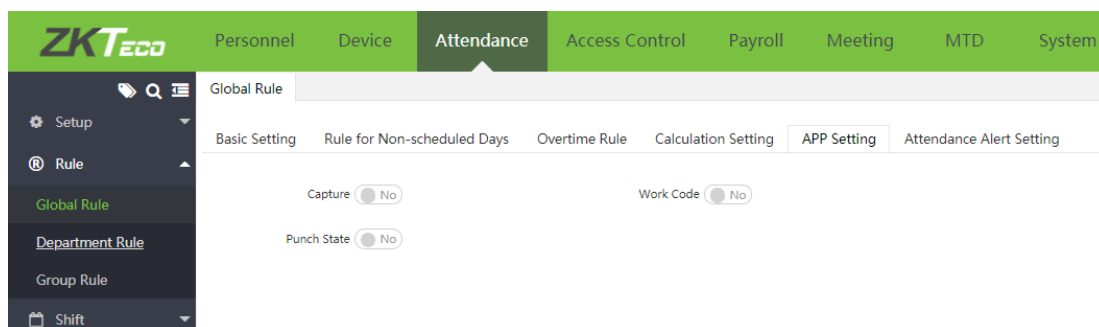 ZKTeco Personnel Device Attendance Access Control Payroll Meeting MTD System
Global Rule
Setup
Basic Setting Rule for Non-scheduled Days Overtime Rule Calculation Setting APP Setting Attendance Alert Setting
® Rule
Capture No Work Code No
Global Rule
Punch State No
Department Rule
Group Rule
Shift